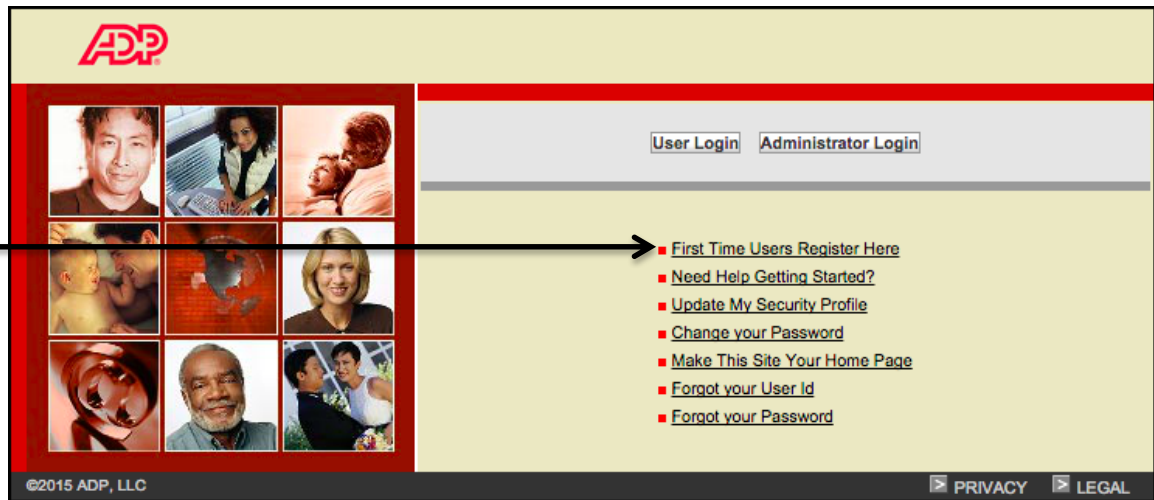 ADP
User Login Administrator Login
First Time Users Register Here
Need Help Getting Started?
Update My Security Profile
Change your Password
Make This Site Your Home Page
Forgot your User Id
Forgot your Password
©2015 ADP, LLC PRIVACY LEGAL